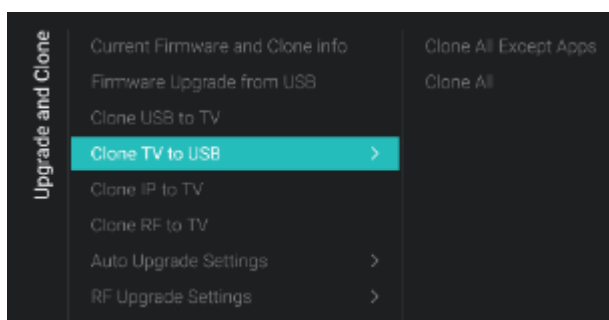 Upgrade and Clone
Current Firmware and Clone info
Firmware Upgrade from USB
Clone USB to TV
Clone TV to USB
Clone IP to TV
Clone RF to TV
Auto Upgrade Settings
RF Upgrade Settings
Clone All Except Apps
Clone All